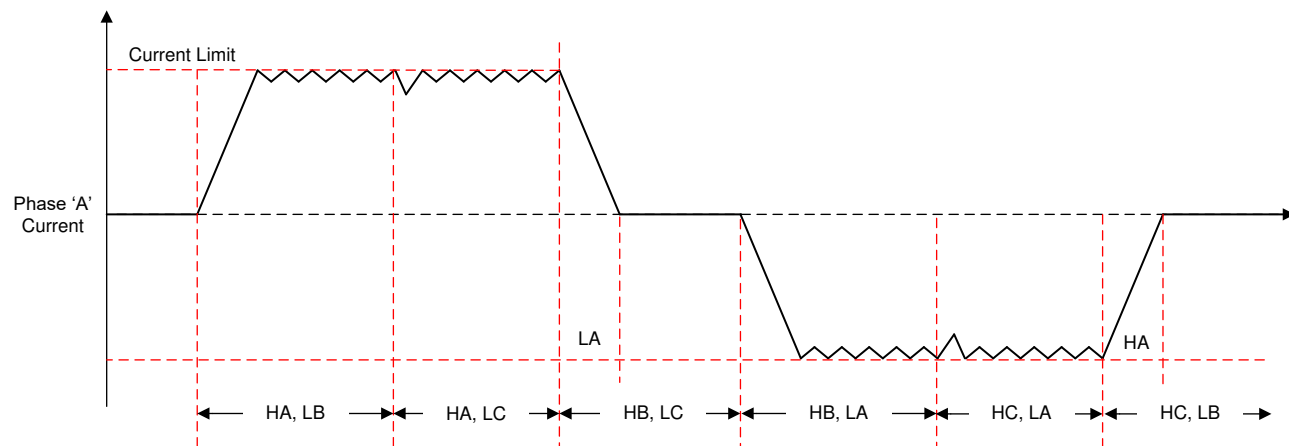 Current Limit
Phase ‘A’
Current
LA
HA
HA, LB
HA, LC
HB, LC
HB, LA
HC, LA
HC, LB